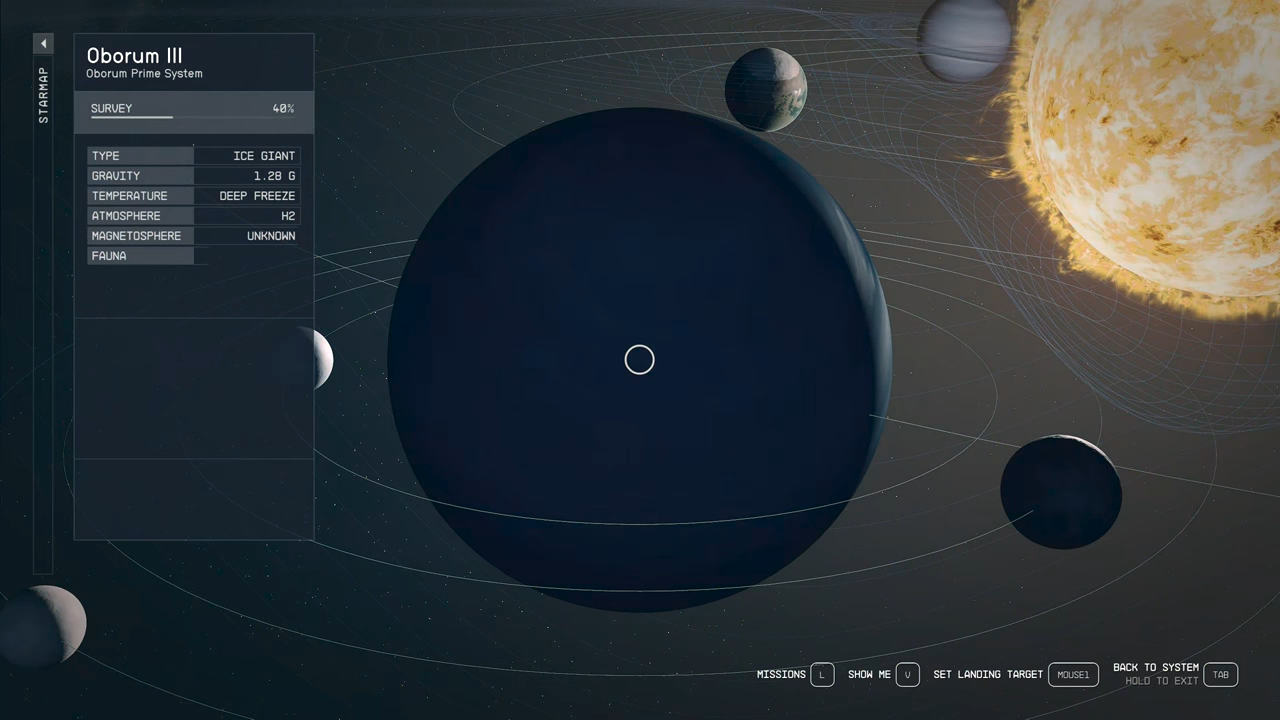 STARMAP
Oborum III
Oborum Prime System
SURVEY 40%
TYPE ICE GIANT
GRAVITY 1.28 G
TEMPERATURE DEEP FREEZE
ATMOSPHERE H2
MAGNETOSPHERE UNKNOWN
FAUNA
MISSIONS L SHOW ME V SET LANDING TARGET MOUSE1 BACK TO SYSTEM TAB
HOLD TO EXIT